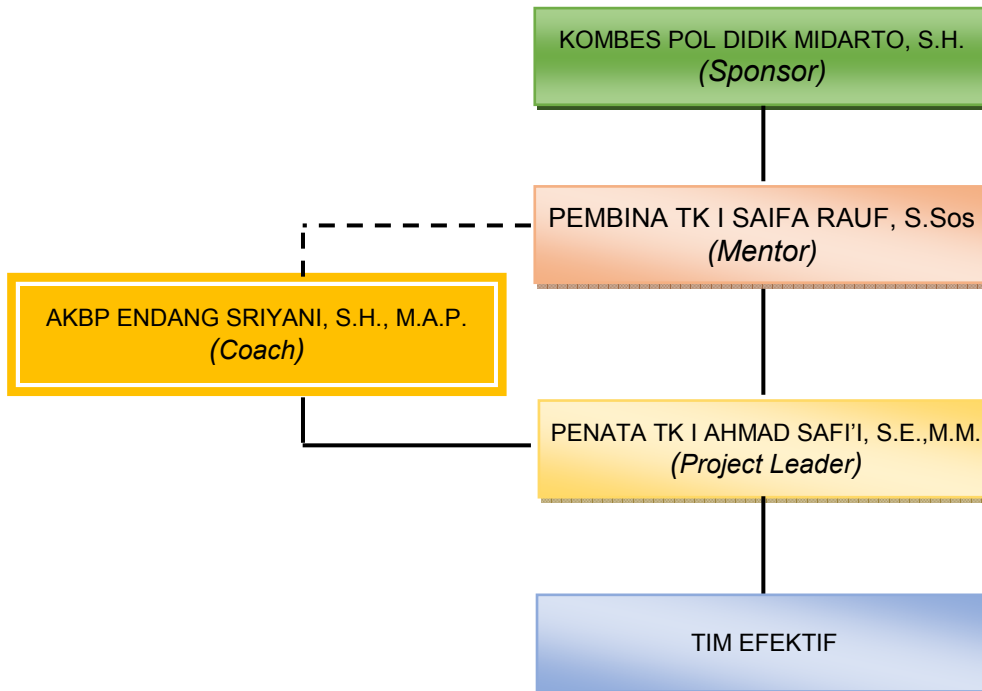 KOMBES POL DIDIK MIDARTO, S.H.
(Sponsor)
PEMBINA TK I SAIFA RAUF, S.Sos
(Mentor)
AKBP ENDANG SRIYANI, S.H., M.A.P.
(Coach)
PENATA TK I AHMAD SAFI’I, S.E.,M.M.
(Project Leader)
TIM EFEKTIF